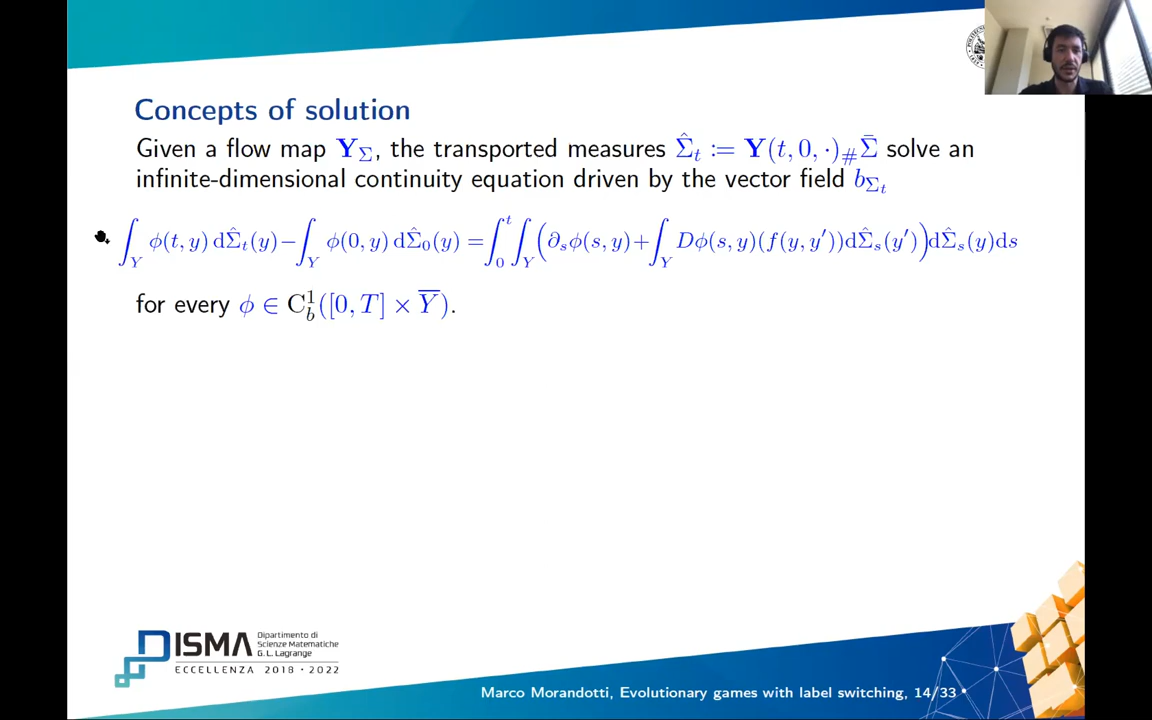 Concepts of solution
Given a flow map Y_Σ, the transported measures Σ̂_t := Y(t, 0, ·)_# Σ̄ solve an
infinite-dimensional continuity equation driven by the vector field b_{Σ_t}
∫_Y ϕ(t, y) dΣ̂_t(y) − ∫_Y ϕ(0, y) dΣ̂_0(y) = ∫_0^t ∫_Y (∂_sϕ(s, y) + ∫_Y Dϕ(s, y)(f(y, y′))dΣ̂_s(y′)) dΣ̂_s(y)ds
for every ϕ ∈ C_b^1([0, T] × Y̅).
DISMA
Dipartimento di
Scienze Matematiche
G. L. Lagrange
ECCELLENZA 2018 · 2022
Marco Morandotti, Evolutionary games with label switching, 14/33